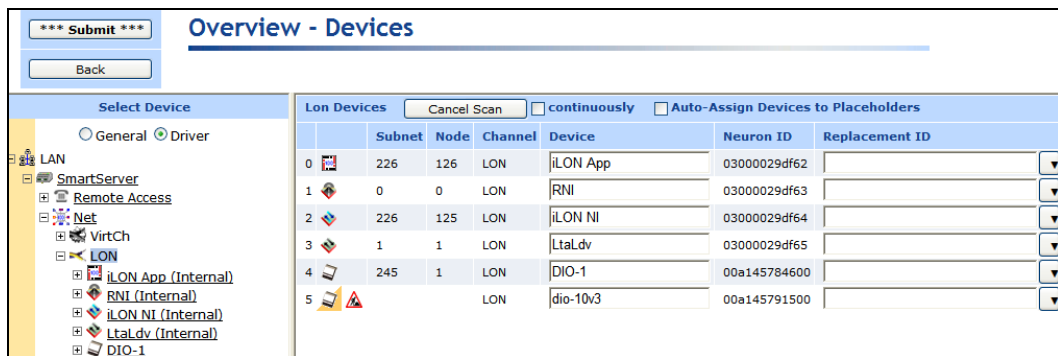 *** Submit ***
Overview - Devices
Back
Select Device
General Driver
LAN
SmartServer
Remote Access
Net
VirtCh
LON
iLON App (Internal)
RNI (Internal)
iLON NI (Internal)
LtaLdv (Internal)
DIO-1
Lon Devices Cancel Scan continuously Auto-Assign Devices to Placeholders
Subnet Node Channel Device Neuron ID Replacement ID
0 226 126 LON iLON App 03000029df62
1 0 0 LON RNI 03000029df63
2 226 125 LON iLON NI 03000029df64
3 1 1 LON LtaLdv 03000029df65
4 245 1 LON DIO-1 00a145784600
5 LON dio-10v3 00a145791500